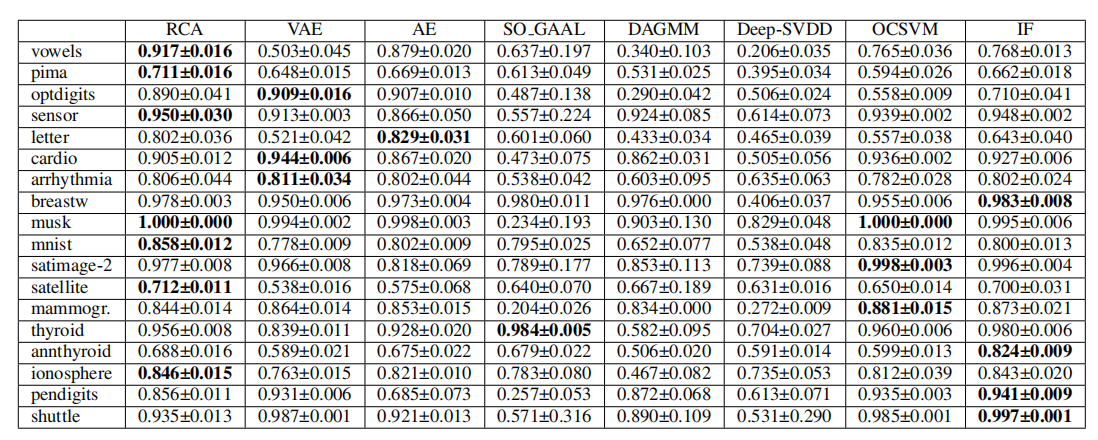 RCA VAE AE SO_GAAL DAGMM Deep-SVDD OCSVM IF
vowels 0.917±0.016 0.503±0.045 0.879±0.020 0.637±0.197 0.340±0.103 0.206±0.035 0.765±0.036 0.768±0.013
pima 0.711±0.016 0.648±0.015 0.669±0.013 0.613±0.049 0.531±0.025 0.395±0.034 0.594±0.026 0.662±0.018
optdigits 0.890±0.041 0.909±0.016 0.907±0.010 0.487±0.138 0.290±0.042 0.506±0.024 0.558±0.009 0.710±0.041
sensor 0.950±0.030 0.913±0.003 0.866±0.050 0.557±0.224 0.924±0.085 0.614±0.073 0.939±0.002 0.948±0.002
letter 0.802±0.036 0.521±0.042 0.829±0.031 0.601±0.060 0.433±0.034 0.465±0.039 0.557±0.038 0.643±0.040
cardio 0.905±0.012 0.944±0.006 0.867±0.020 0.473±0.075 0.862±0.031 0.505±0.056 0.936±0.002 0.927±0.006
arrhythmia 0.806±0.044 0.811±0.034 0.802±0.044 0.538±0.042 0.603±0.095 0.635±0.063 0.782±0.028 0.802±0.024
breastw 0.978±0.003 0.950±0.006 0.973±0.004 0.980±0.011 0.976±0.000 0.406±0.037 0.955±0.006 0.983±0.008
musk 1.000±0.000 0.994±0.002 0.998±0.003 0.234±0.193 0.903±0.130 0.829±0.048 1.000±0.000 0.995±0.006
mnist 0.858±0.012 0.778±0.009 0.802±0.009 0.795±0.025 0.652±0.077 0.538±0.048 0.835±0.012 0.800±0.013
satimage-2 0.977±0.008 0.966±0.008 0.818±0.069 0.789±0.177 0.853±0.113 0.739±0.088 0.998±0.003 0.996±0.004
satellite 0.712±0.011 0.538±0.016 0.575±0.068 0.640±0.070 0.667±0.189 0.631±0.016 0.650±0.014 0.700±0.031
mammogr. 0.844±0.014 0.864±0.014 0.853±0.015 0.204±0.026 0.834±0.000 0.272±0.009 0.881±0.015 0.873±0.021
thyroid 0.956±0.008 0.839±0.011 0.928±0.020 0.984±0.005 0.582±0.095 0.704±0.027 0.960±0.006 0.980±0.006
annthyroid 0.688±0.016 0.589±0.021 0.675±0.022 0.679±0.022 0.506±0.020 0.591±0.014 0.599±0.013 0.824±0.009
ionosphere 0.846±0.015 0.763±0.015 0.821±0.010 0.783±0.080 0.467±0.082 0.735±0.053 0.812±0.039 0.843±0.020
pendigits 0.856±0.011 0.931±0.006 0.685±0.073 0.257±0.053 0.872±0.068 0.613±0.071 0.935±0.003 0.941±0.009
shuttle 0.935±0.013 0.987±0.001 0.921±0.013 0.571±0.316 0.890±0.109 0.531±0.290 0.985±0.001 0.997±0.001